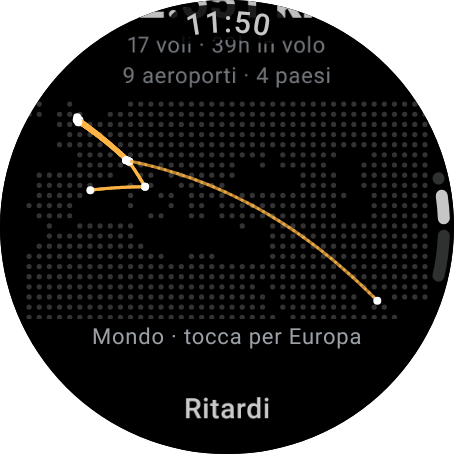 11:50
17 voli · 39h in volo
9 aeroporti · 4 paesi
Mondo · tocca per Europa
Ritardi